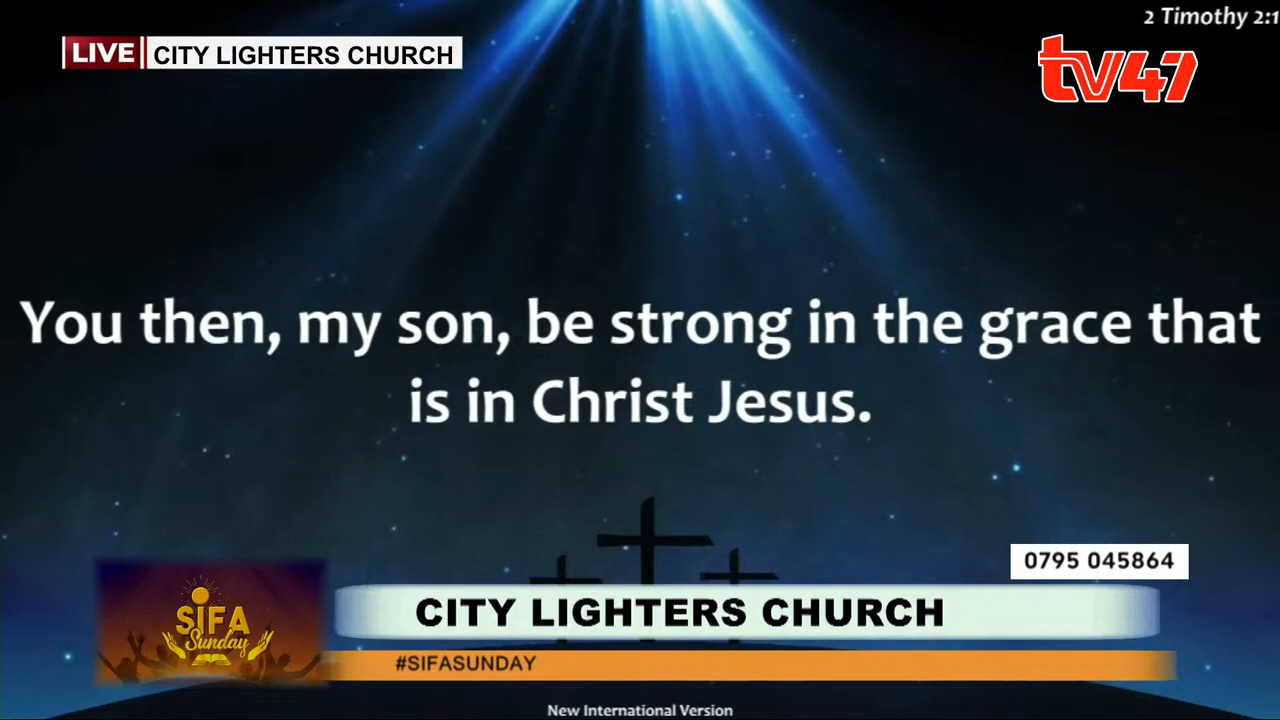 2 Timothy 2:1
LIVE CITY LIGHTERS CHURCH
tv47
You then, my son, be strong in the grace that
is in Christ Jesus.
0795 045864
SIFA
Sunday
CITY LIGHTERS CHURCH
#SIFASUNDAY
New International Version